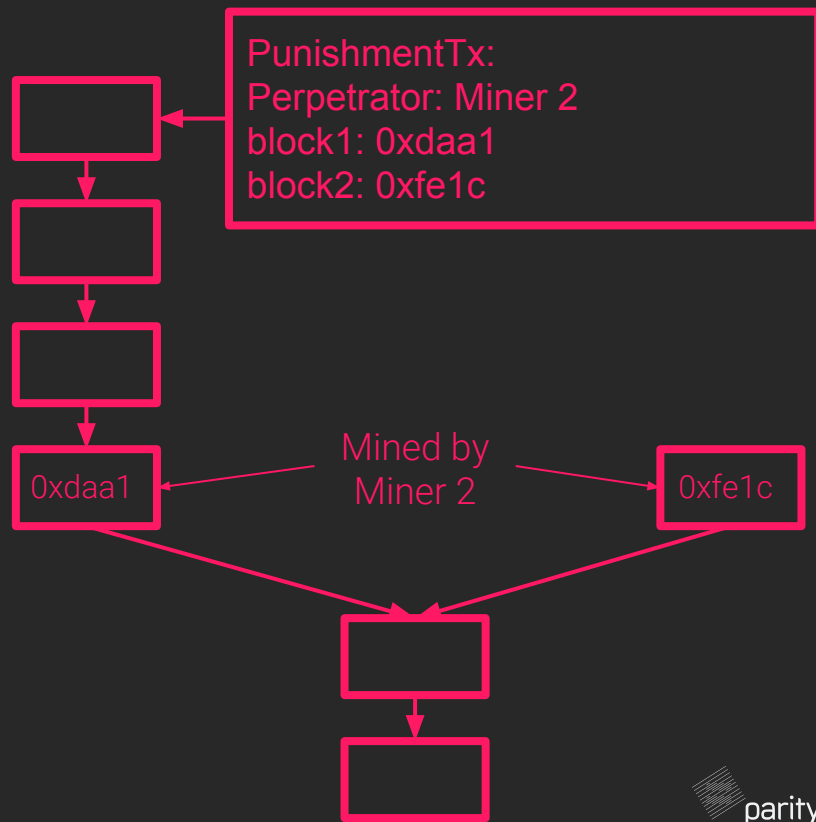 PunishmentTx:
Perpetrator: Miner 2
block1: 0xdaa1
block2: 0xfe1c
Mined by
Miner 2
0xdaa1
0xfe1c
parity